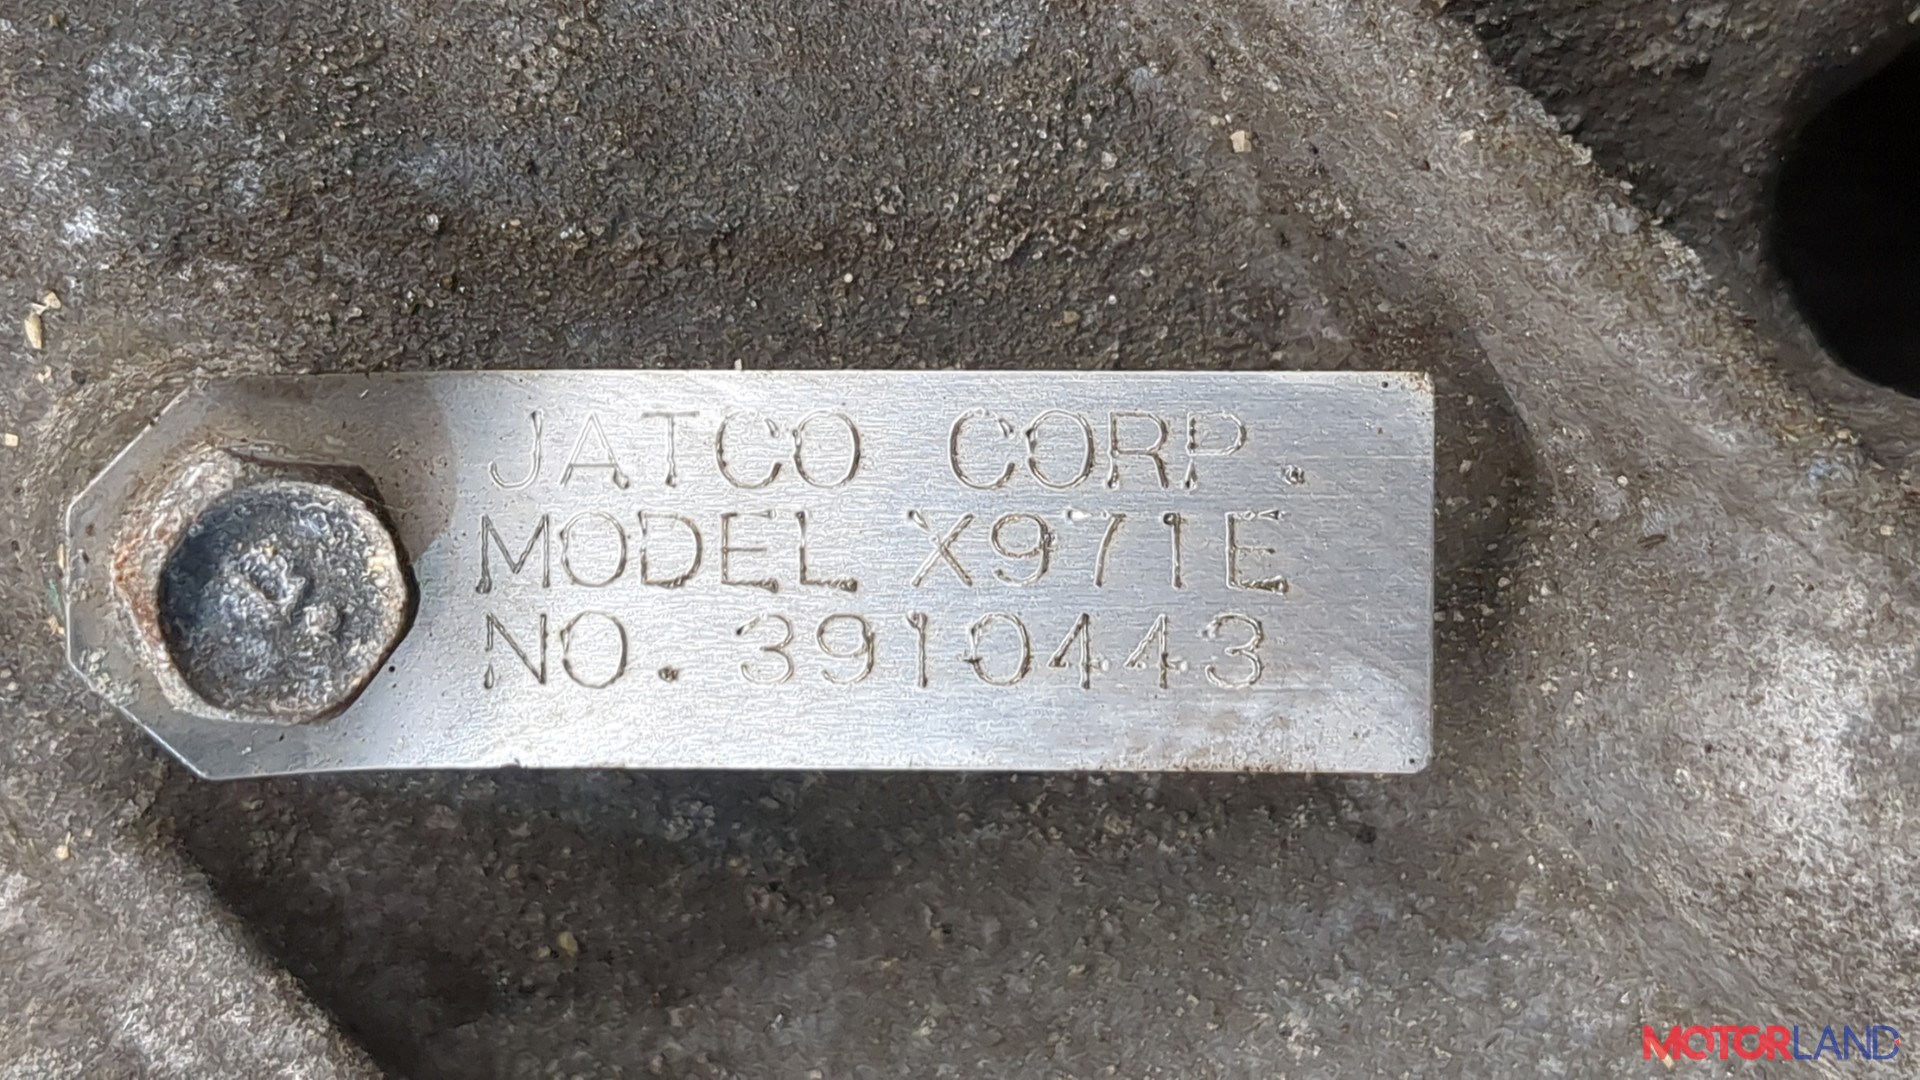 JATCO CORP.
MODEL X971E
NO. 3910443
MOTORLAND